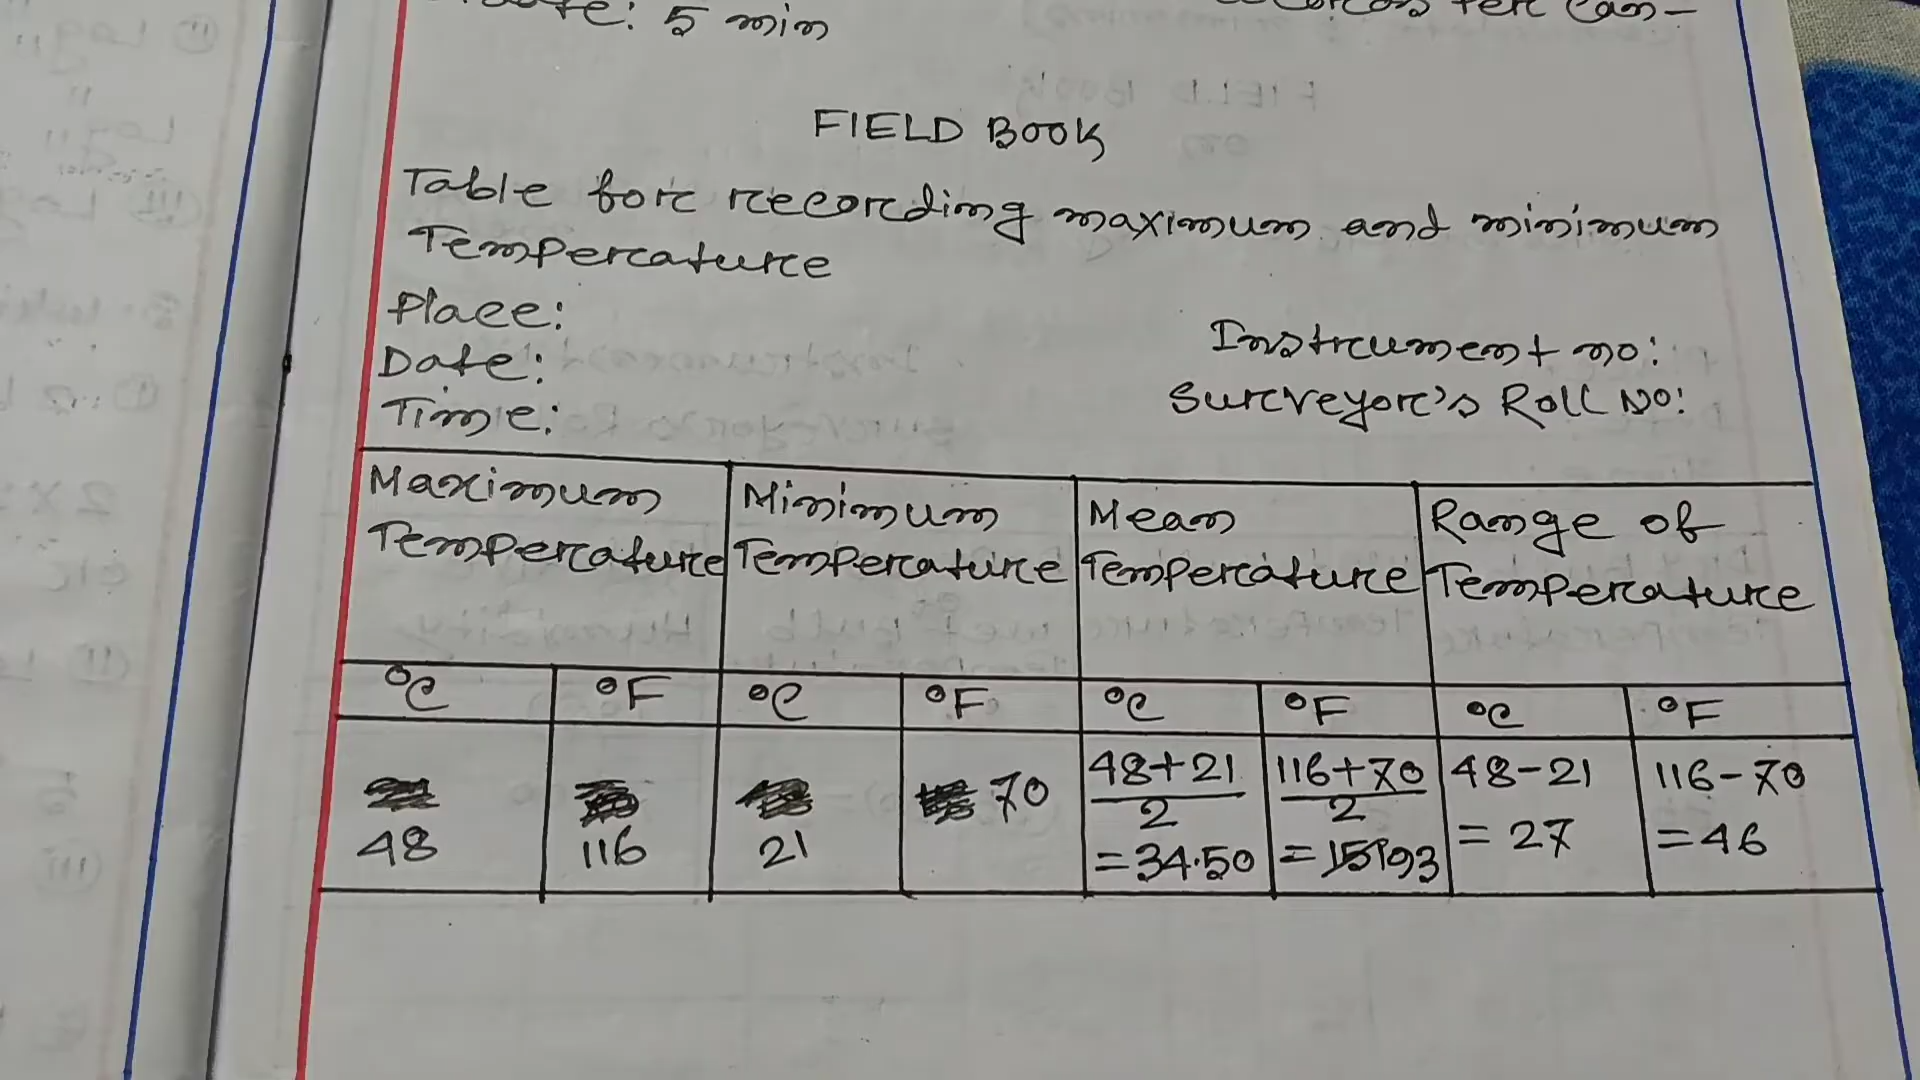 5 min
FIELD BOOK
Table for recording maximum and minimum
Temperature
Place:
Instrument no:
Date:
Surveyor's Roll No:
Time:
Maximum Temperature Minimum Temperature Mean Temperature Range of Temperature
°C °F °C °F °C °F °C °F
48 116 21 70 48+21/2 116+70/2 48-21 116-70
=34.50 = 93 = 27 =46